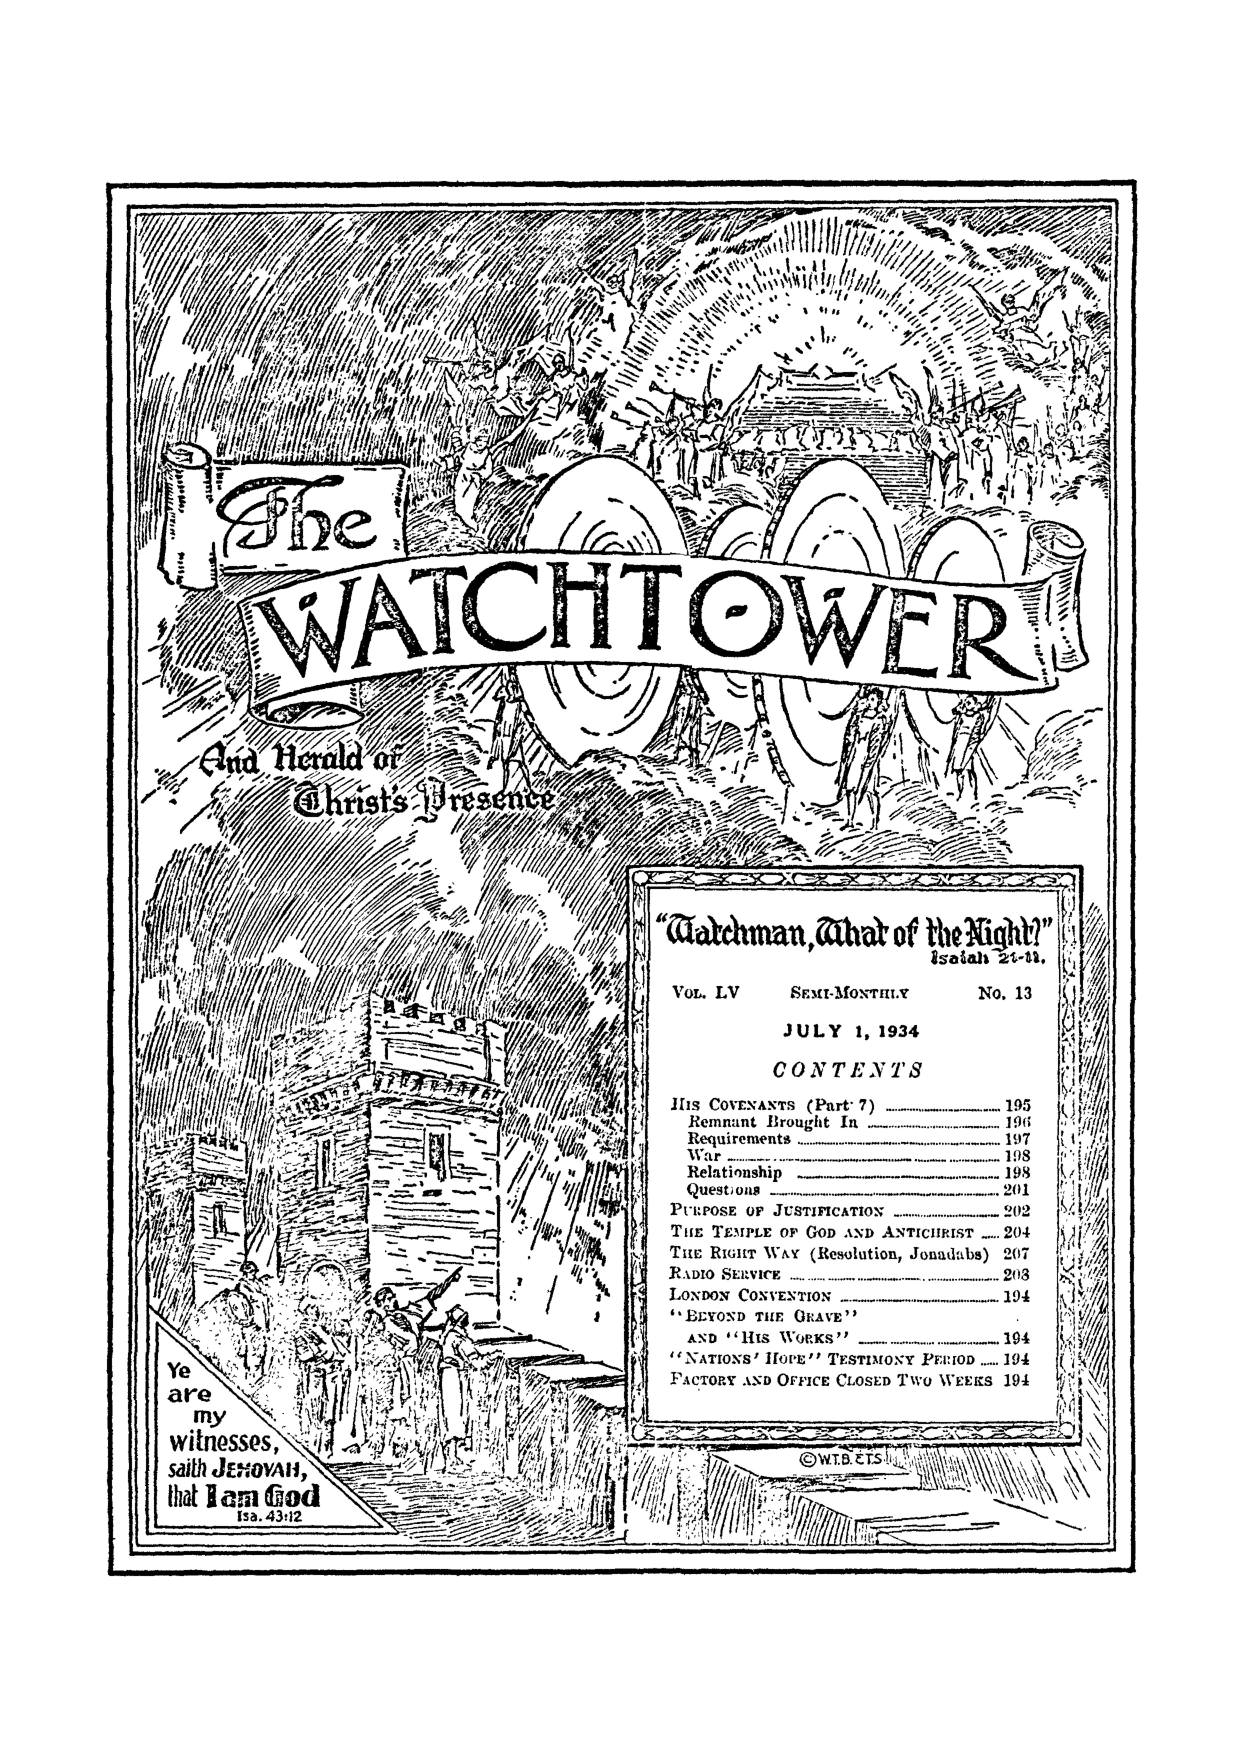 The
WATCHTOWER
And Herald of
Christ's Presence
"Watchman, What of the Night?"
Isaiah 21-11.
VOL. LV SEMI-MONTHLY No. 13
JULY 1, 1934
CONTENTS
HIS COVENANTS (Part 7) 195
Remnant Brought In 196
Requirements 197
War 198
Relationship 198
Questions 201
PURPOSE OF JUSTIFICATION 202
THE TEMPLE OF GOD AND ANTICHRIST 204
THE RIGHT WAY (Resolution, Jonadabs) 207
RADIO SERVICE 208
LONDON CONVENTION 194
"BEYOND THE GRAVE"
AND "HIS WORKS" 194
"NATIONS' HOPE" TESTIMONY PERIOD 194
FACTORY AND OFFICE CLOSED TWO WEEKS 194
©W.T.B.&T.S.
Ye
are
my
witnesses,
saith JEHOVAH,
that I am God
Isa. 43:12